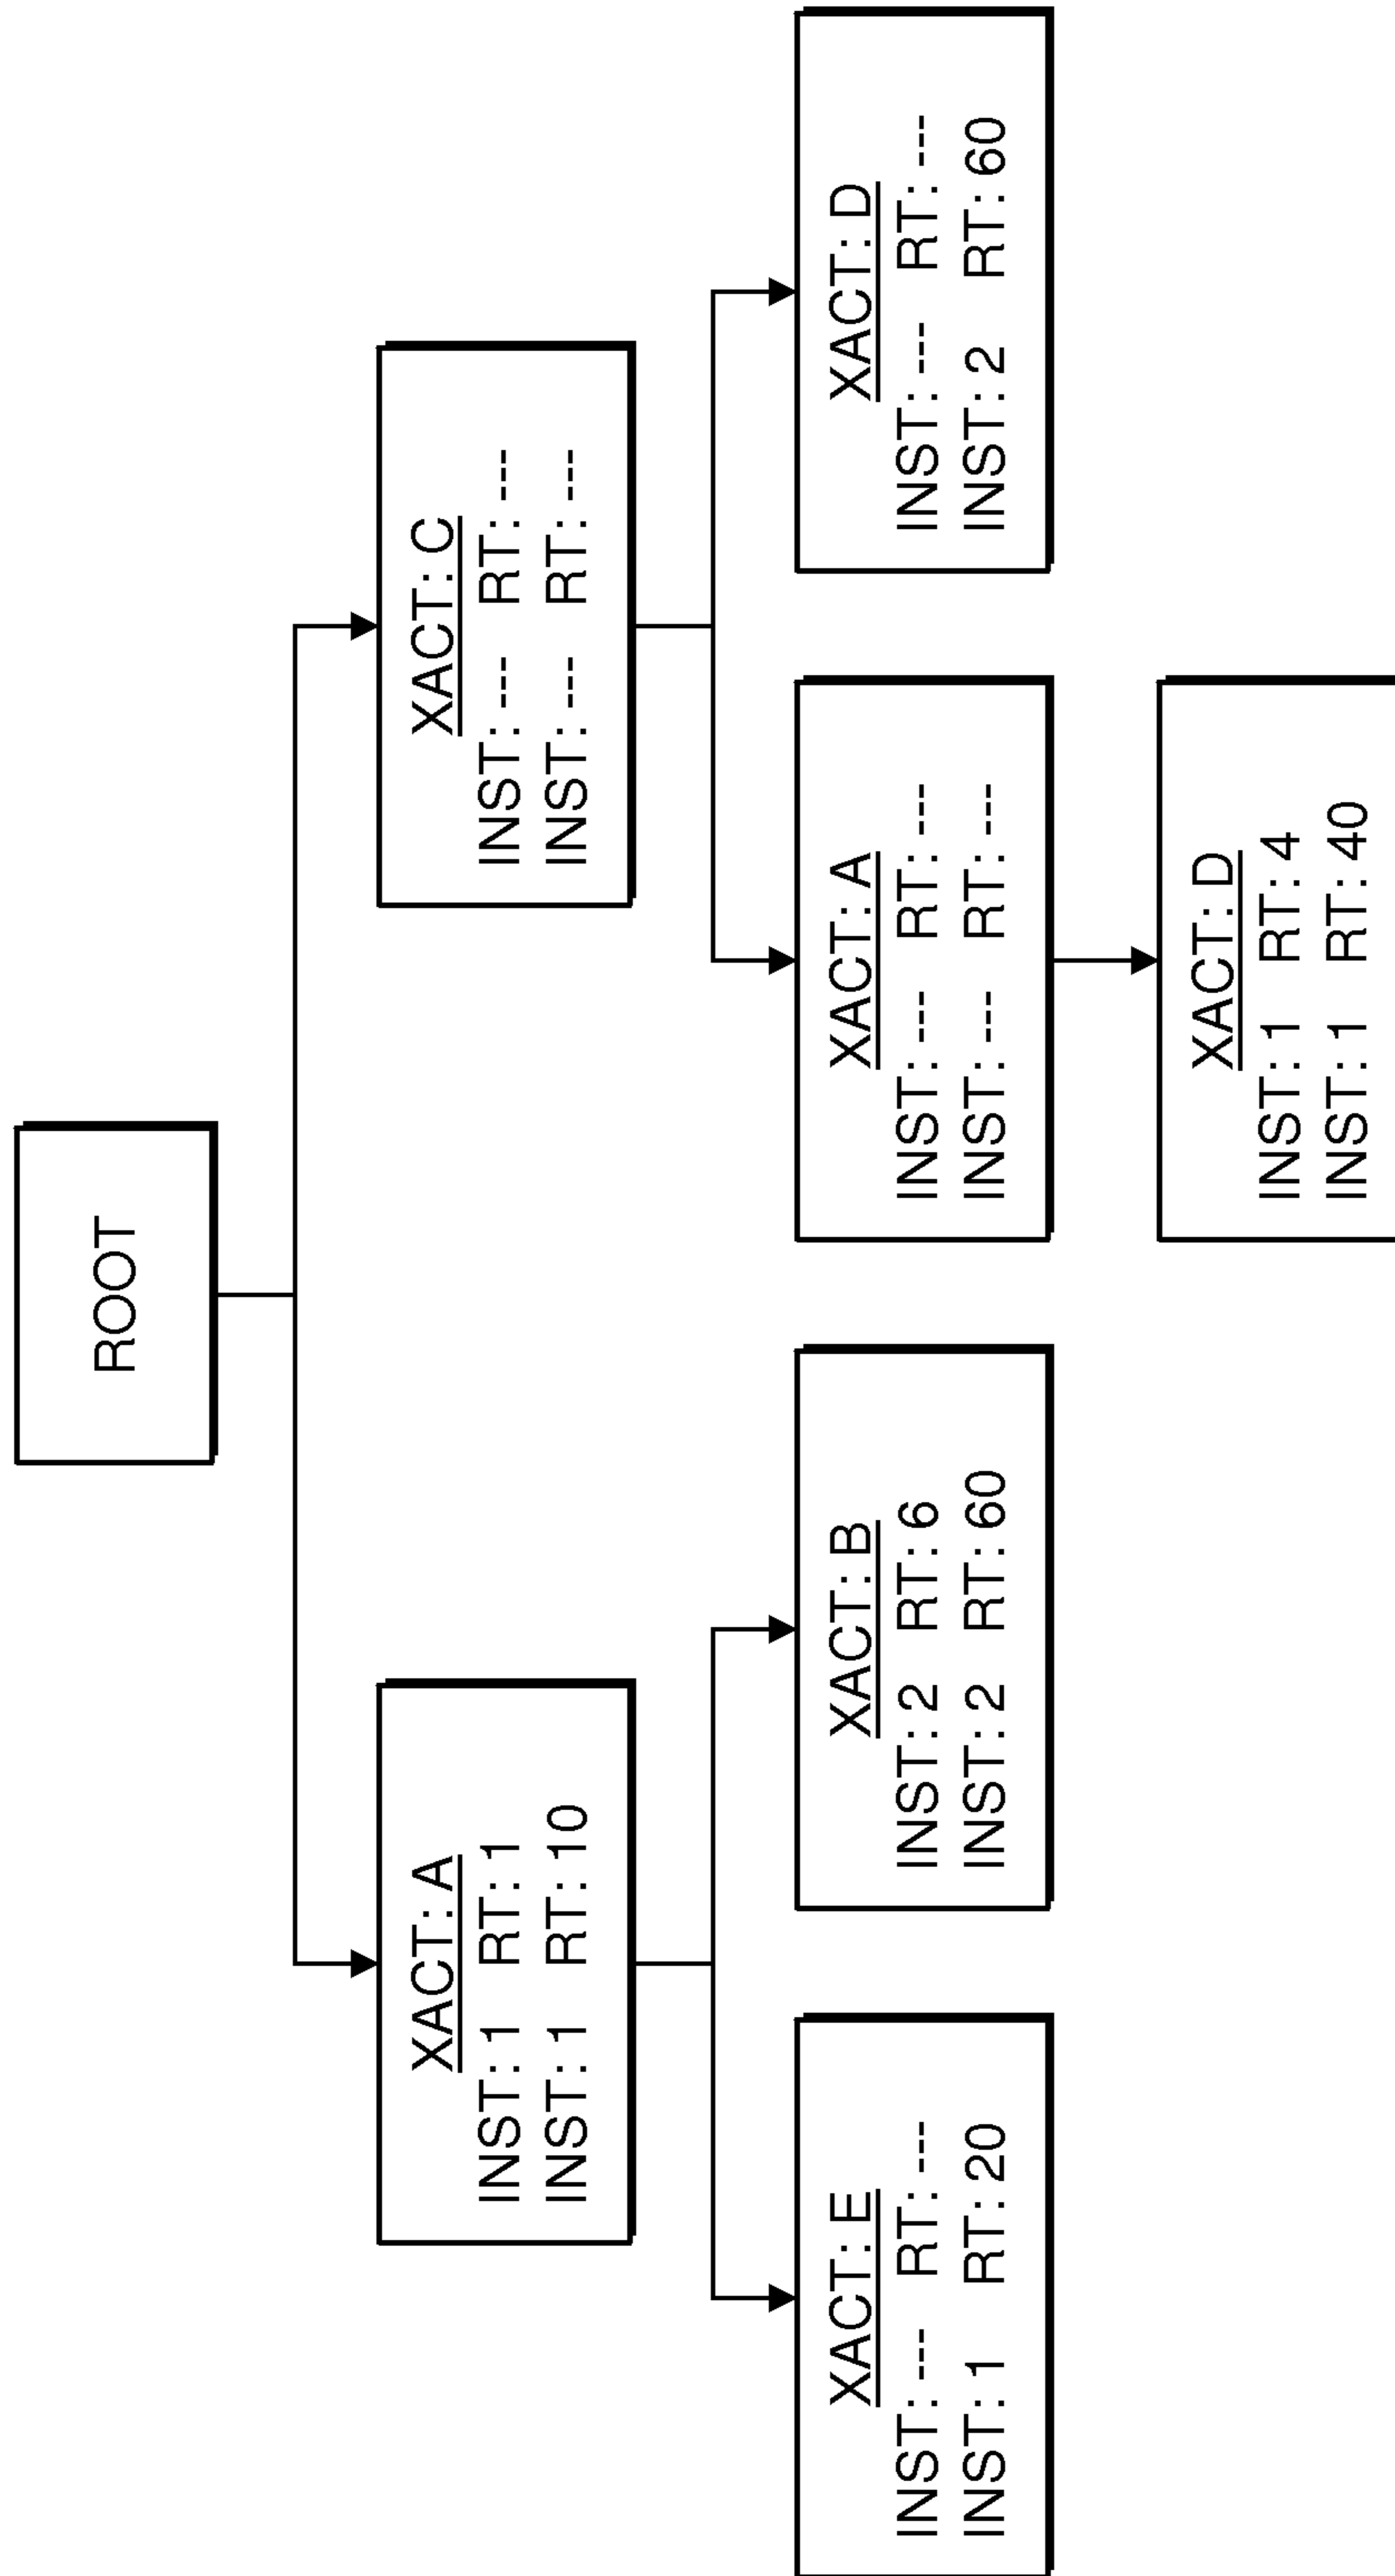 ROOT
XACT: A
INST: 1 RT: 1
INST: 1 RT: 10
XACT: C
INST: --- RT: ---
INST: --- RT: ---
XACT: E
INST: --- RT: ---
INST: 1 RT: 20
XACT: B
INST: 2 RT: 6
INST: 2 RT: 60
XACT: A
INST: --- RT: ---
INST: --- RT: ---
XACT: D
INST: --- RT: ---
INST: 2 RT: 60
XACT: D
INST: 1 RT: 4
INST: 1 RT: 40